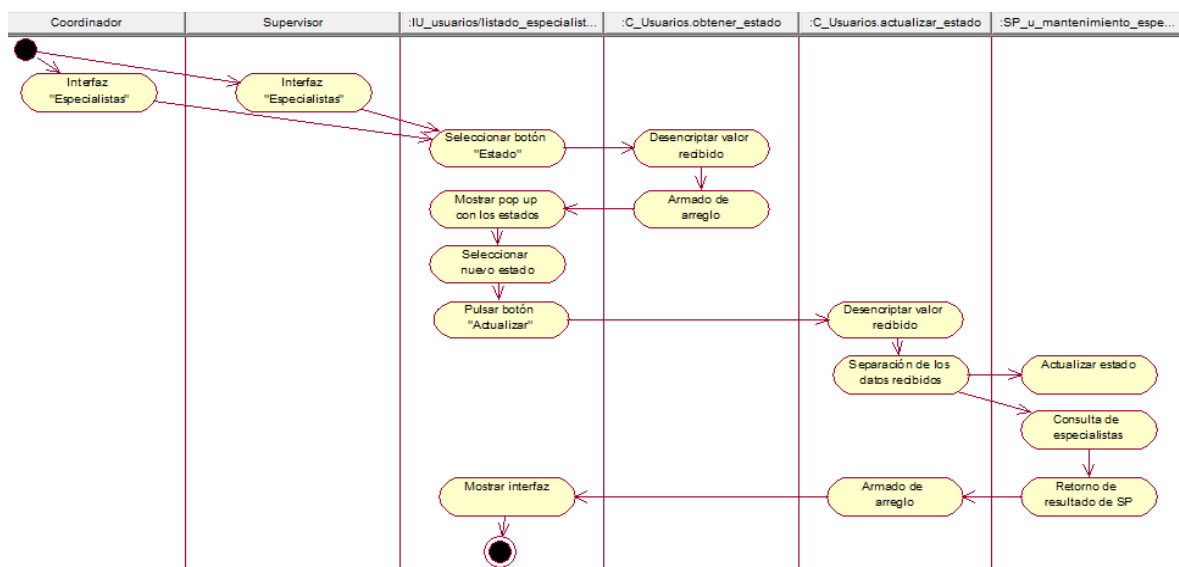 Coordinador
Supervisor
:IU_usuarios/listado_especialist...
:C_Usuarios.obtener_estado
:C_Usuarios.actualizar_estado
:SP_u_mantenimiento_espe...
Interfaz
"Especialistas"
Interfaz
"Especialistas"
Seleccionar botón
"Estado"
Desencriptar valor
recibido
Mostrar pop up
con los estados
Armado de
arreglo
Seleccionar
nuevo estado
Pulsar botón
"Actualizar"
Desencriptar valor
recibido
Separación de los
datos recibidos
Actualizar estado
Consulta de
especialistas
Mostrar interfaz
Armado de
arreglo
Retorno de
resultado de SP